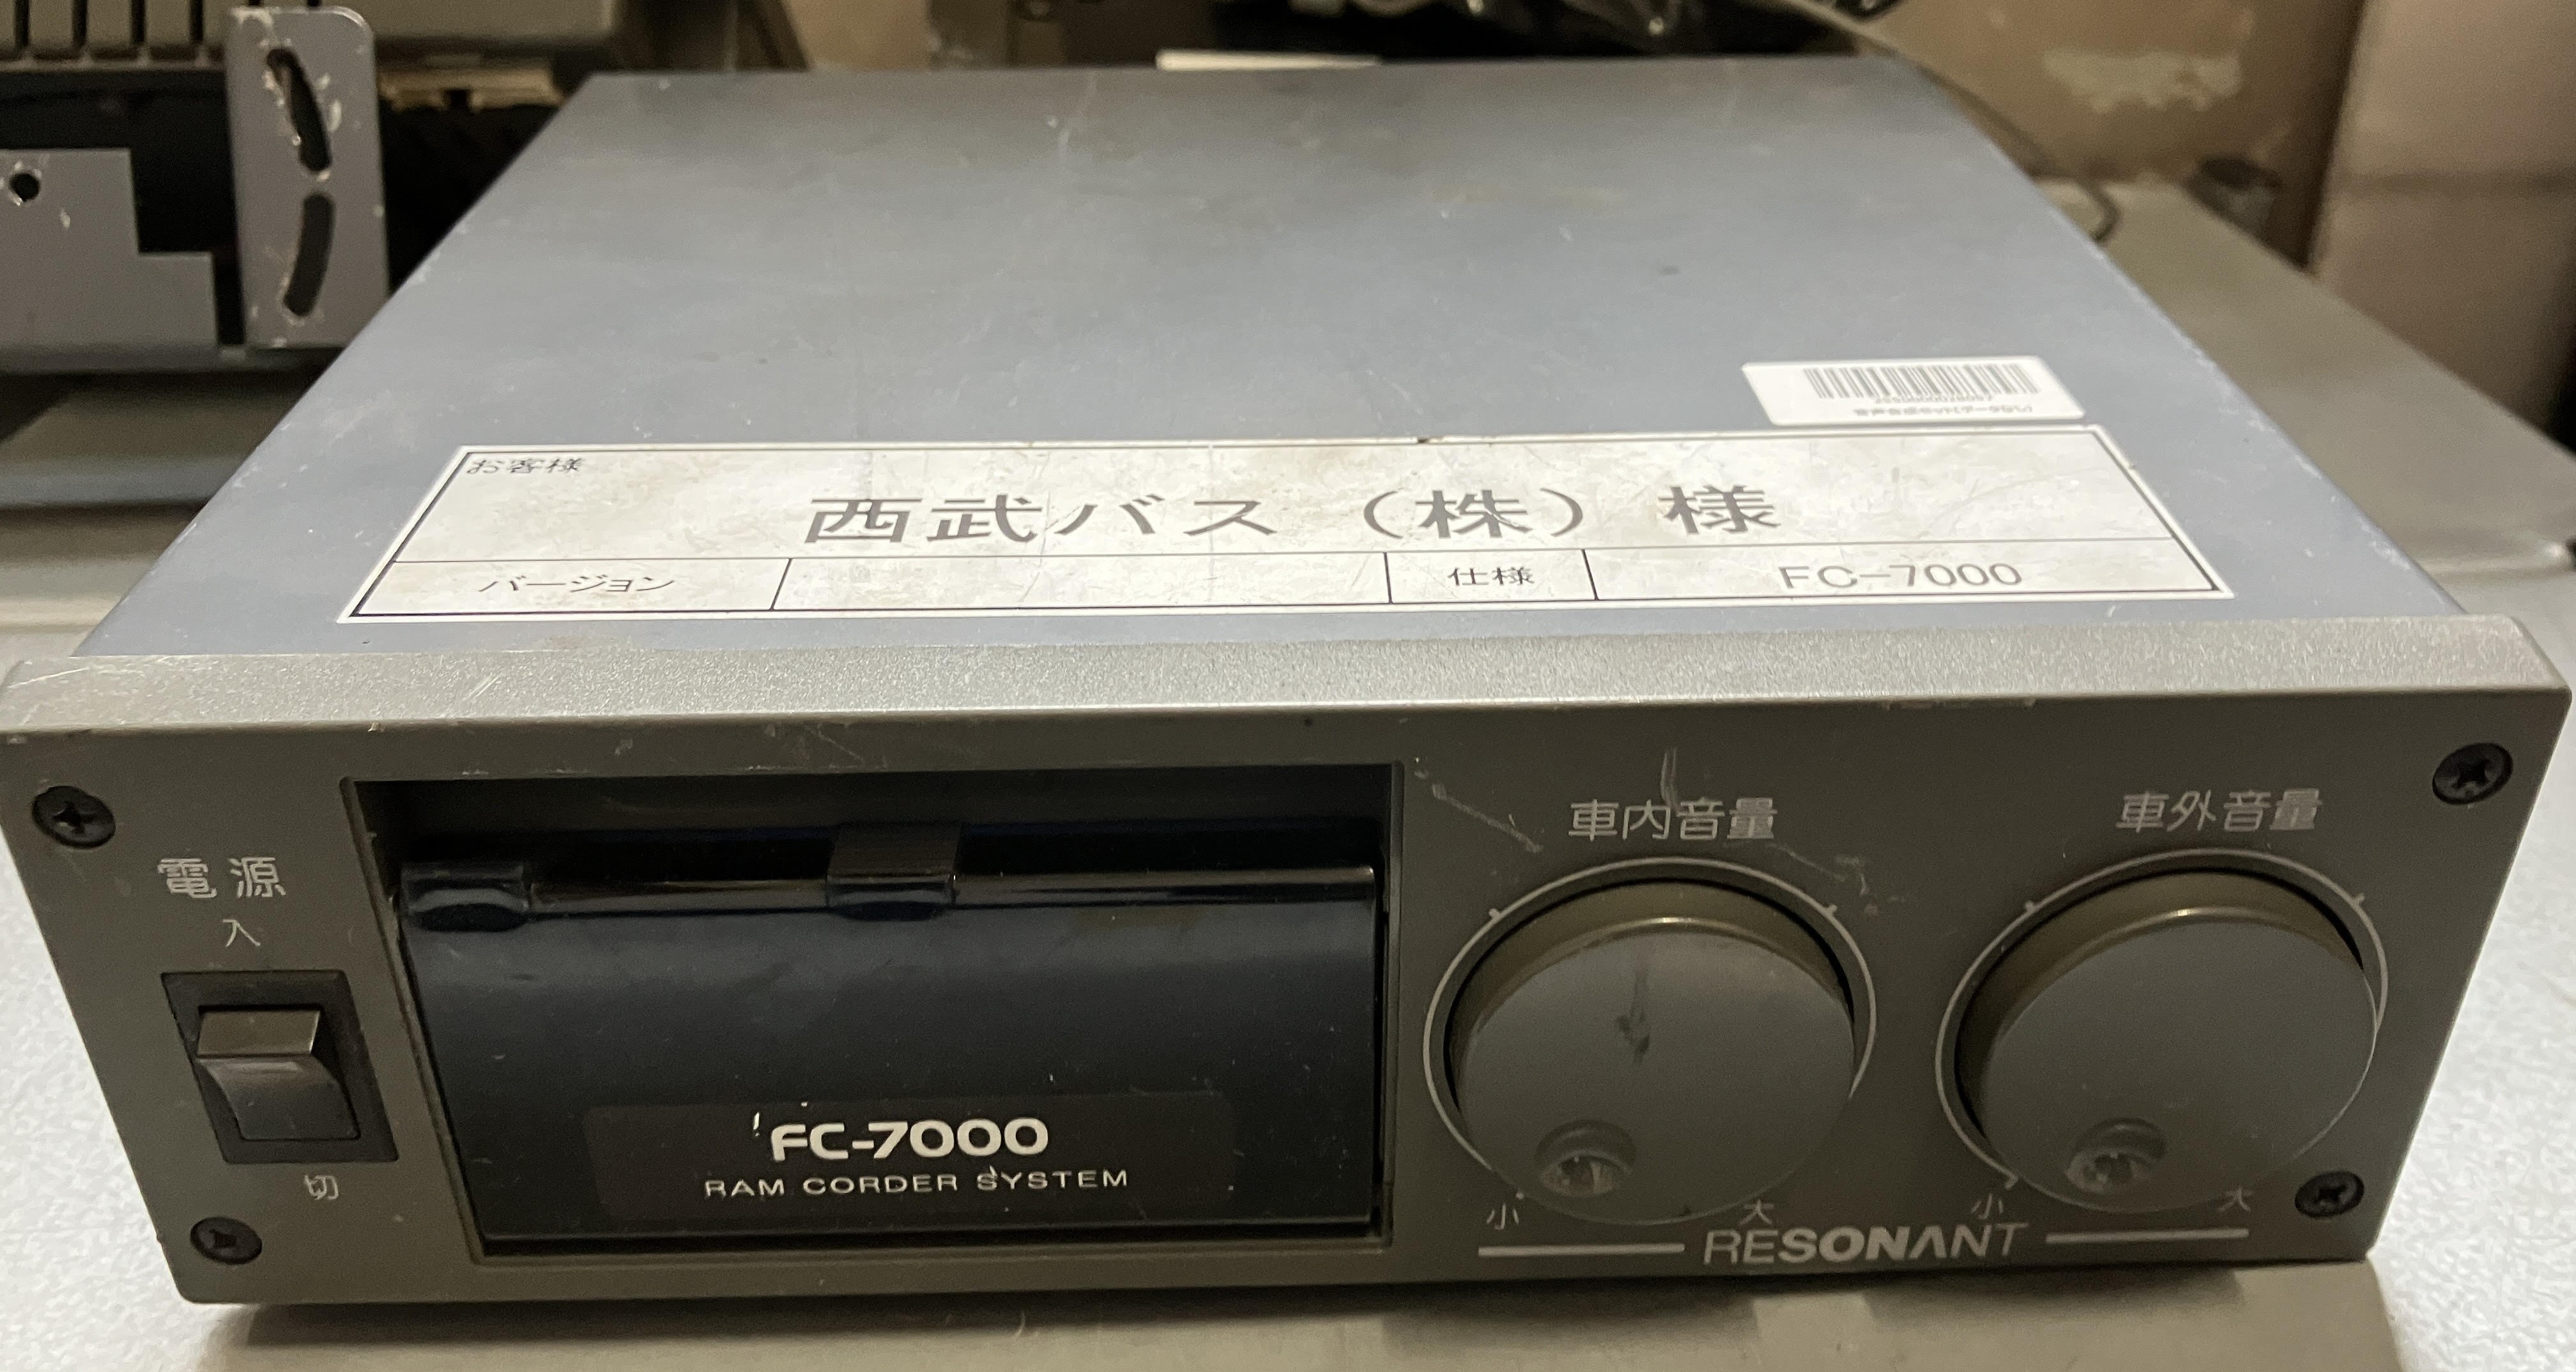 お客様
西武バス（株）様
バージョン 仕様 FC-7000
電源
入
切
FC-7000
RAM CORDER SYSTEM
車内音量
小 大
車外音量
小 大
RESONANT